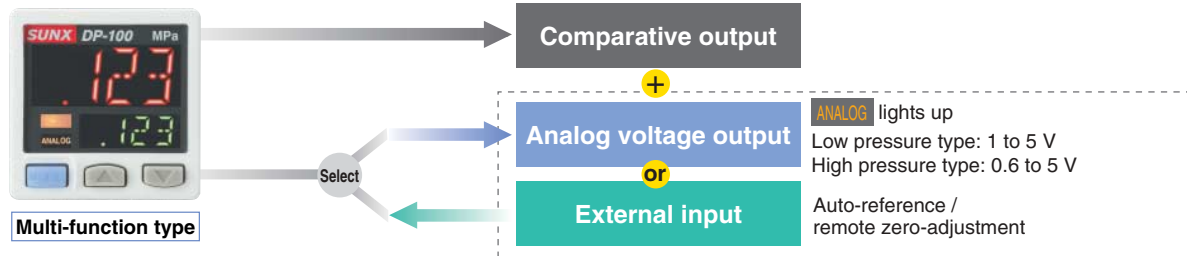 SUNX DP-100 MPa
.123
ANALOG .123
Multi-function type
Select
Comparative output
+
Analog voltage output
or
External input
ANALOG lights up
Low pressure type: 1 to 5 V
High pressure type: 0.6 to 5 V
Auto-reference /
remote zero-adjustment